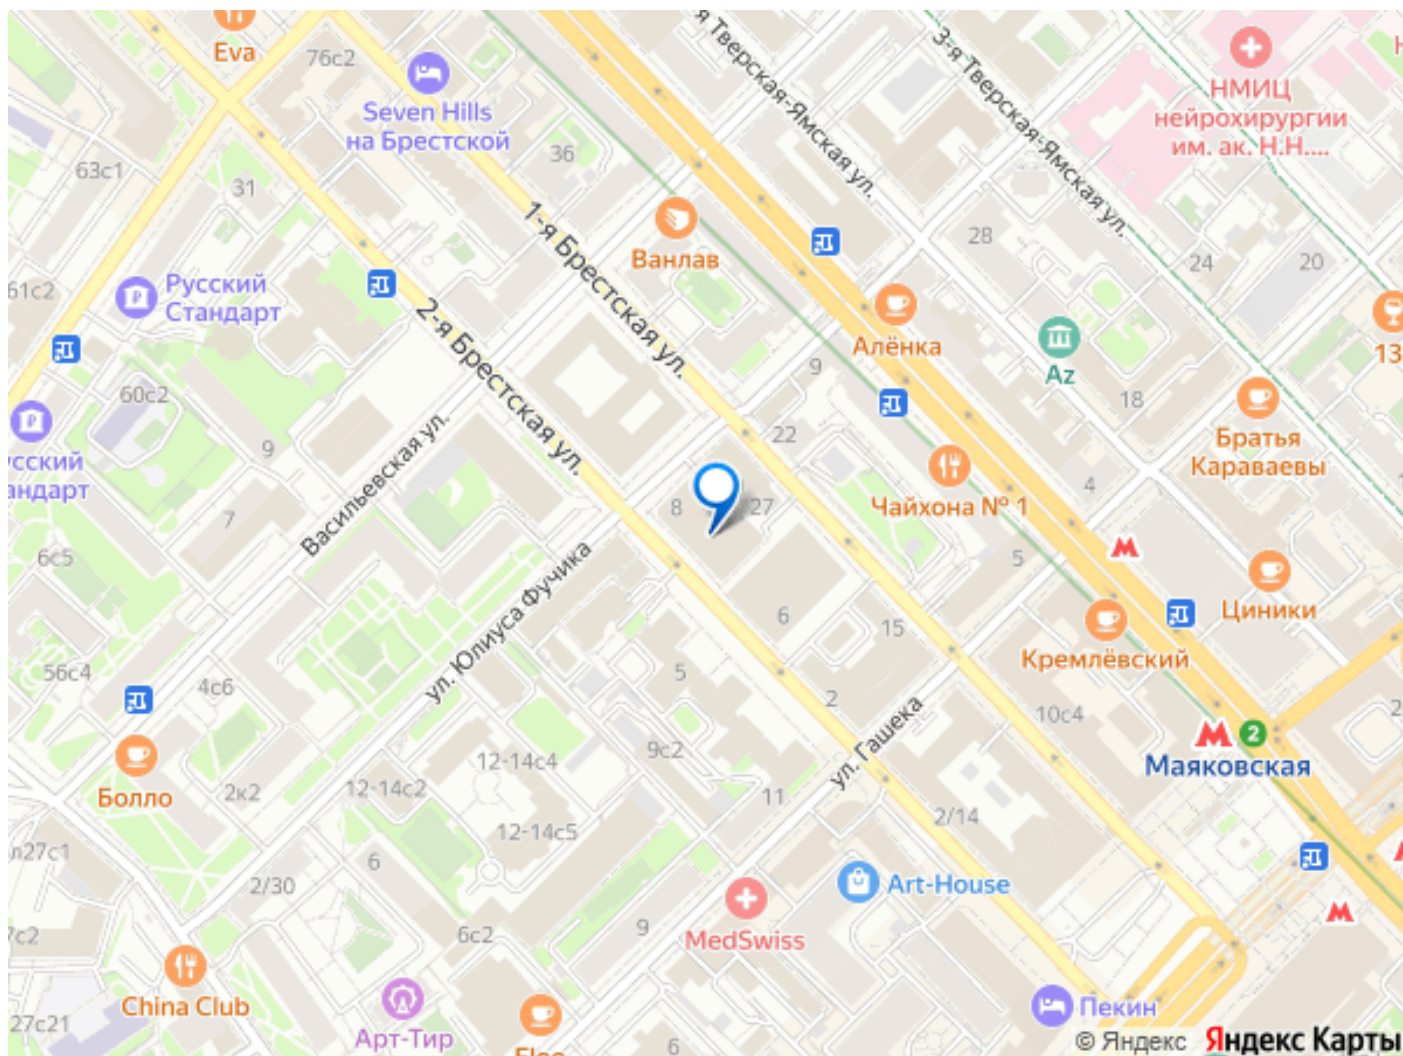 Eva
76с2
Seven Hills
на Брестской
36
63с1
31
я Тверская-Ямская ул.
3-я Тверская-Ямская ул.
НМИЦ
нейрохирургии
им. ак. Н.Н....
28
24
20
Ванлав
1-я Брестская ул.
Русский
Стандарт
61с2
2-я Брестская ул.
Алёнка
Az
13
9
18
60с2
9
22
Братья
Караваевы
усский
андарт
Васильевская ул.
7
8
27
Чайхона № 1
4
6с5
ул. Юлиуса Фучика
5
Циники
6
15
Кремлёвский
56с4
4с6
5
2
10с4
2
2
Маяковская
9с2
ул. Гашека
12-14с4
Болло
2к2
12-14с2
11
12-14с5
2/14
27с1
6
2/30
Art-House
6с2
9
MedSwiss
7с2
China Club
27с21
Арт-Тир
Пекин
6
© Яндекс Яндекс Карты